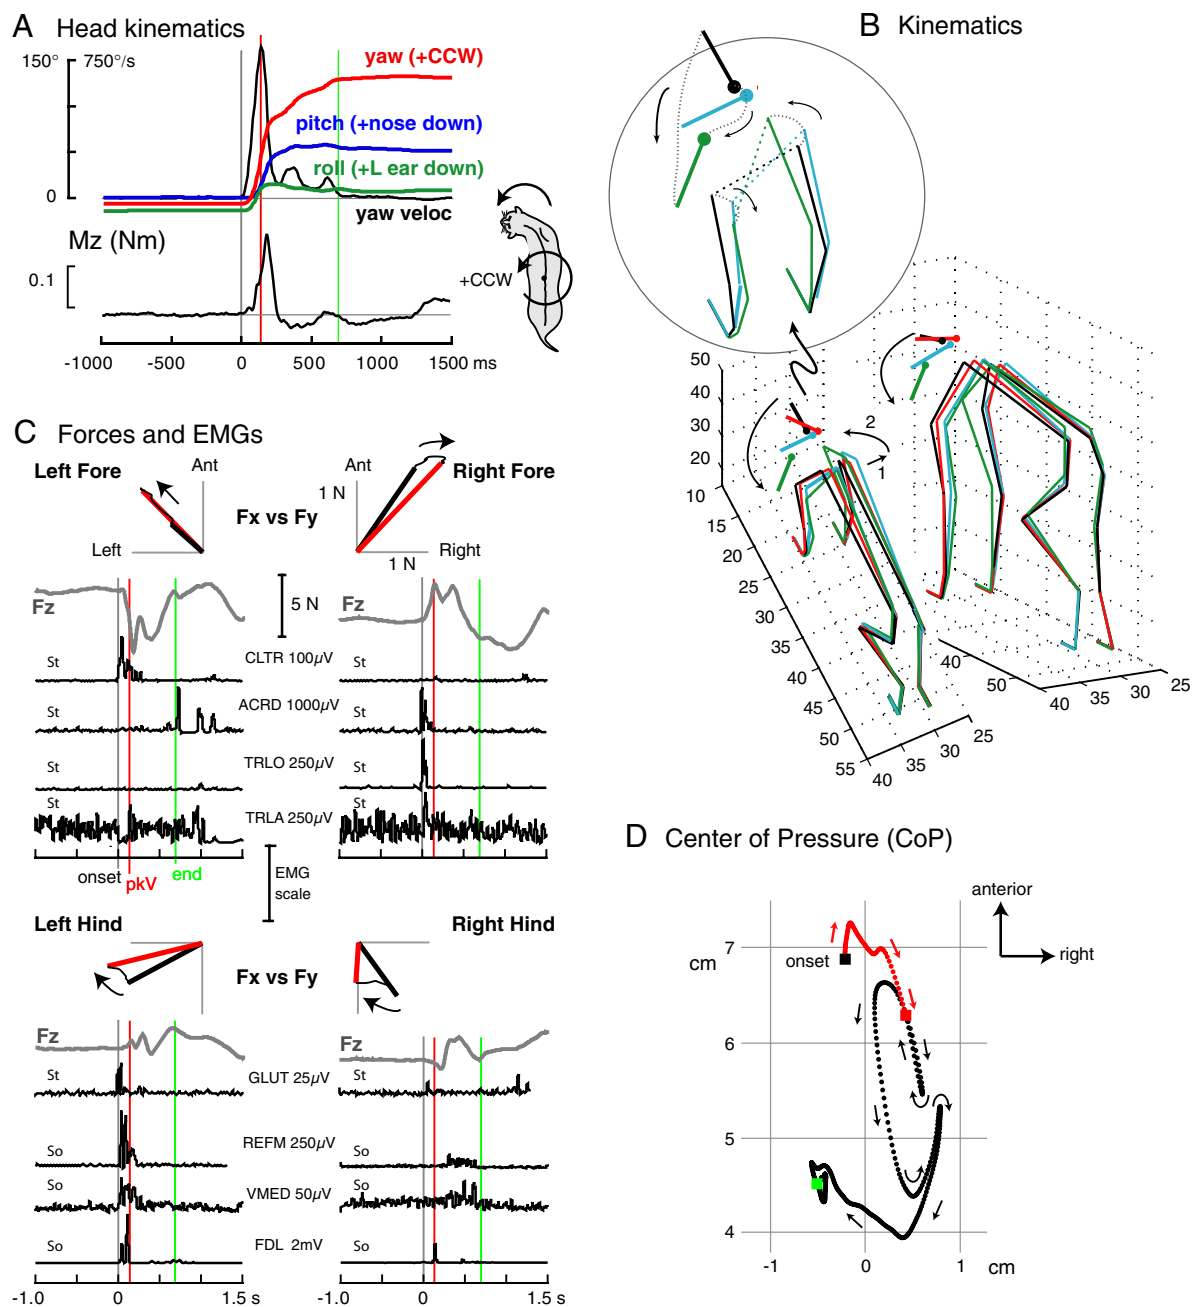 A Head kinematics
150° 750°/s
yaw (+CCW)
pitch (+nose down)
roll (+L ear down)
0
yaw veloc
Mz (Nm)
0.1
+CCW
-1000 -500 0 500 1000 1500 ms
B Kinematics
50
40
30
20
10
15
20
30
35
40
45
50
55
40
35
30
25
2
1
40
50
40
35
30
25
C Forces and EMGs
Left Fore
Ant
Left
Fx vs Fy
Ant
Right Fore
1 N
1 N
Right
Fz
5 N
Fz
St CLTR 100µV St
St ACRD 1000µV St
St TRLO 250µV St
St TRLA 250µV St
onset pkV end
EMG
scale
Left Hind
Right Hind
Fx vs Fy
Fz
Fz
St GLUT 25µV St
So REFM 250µV So
So VMED 50µV So
So FDL 2mV So
-1.0 0 1.5 s
-1.0 0 1.5 s
D Center of Pressure (CoP)
anterior
right
7
cm
onset
6
5
4
-1 0 1
cm